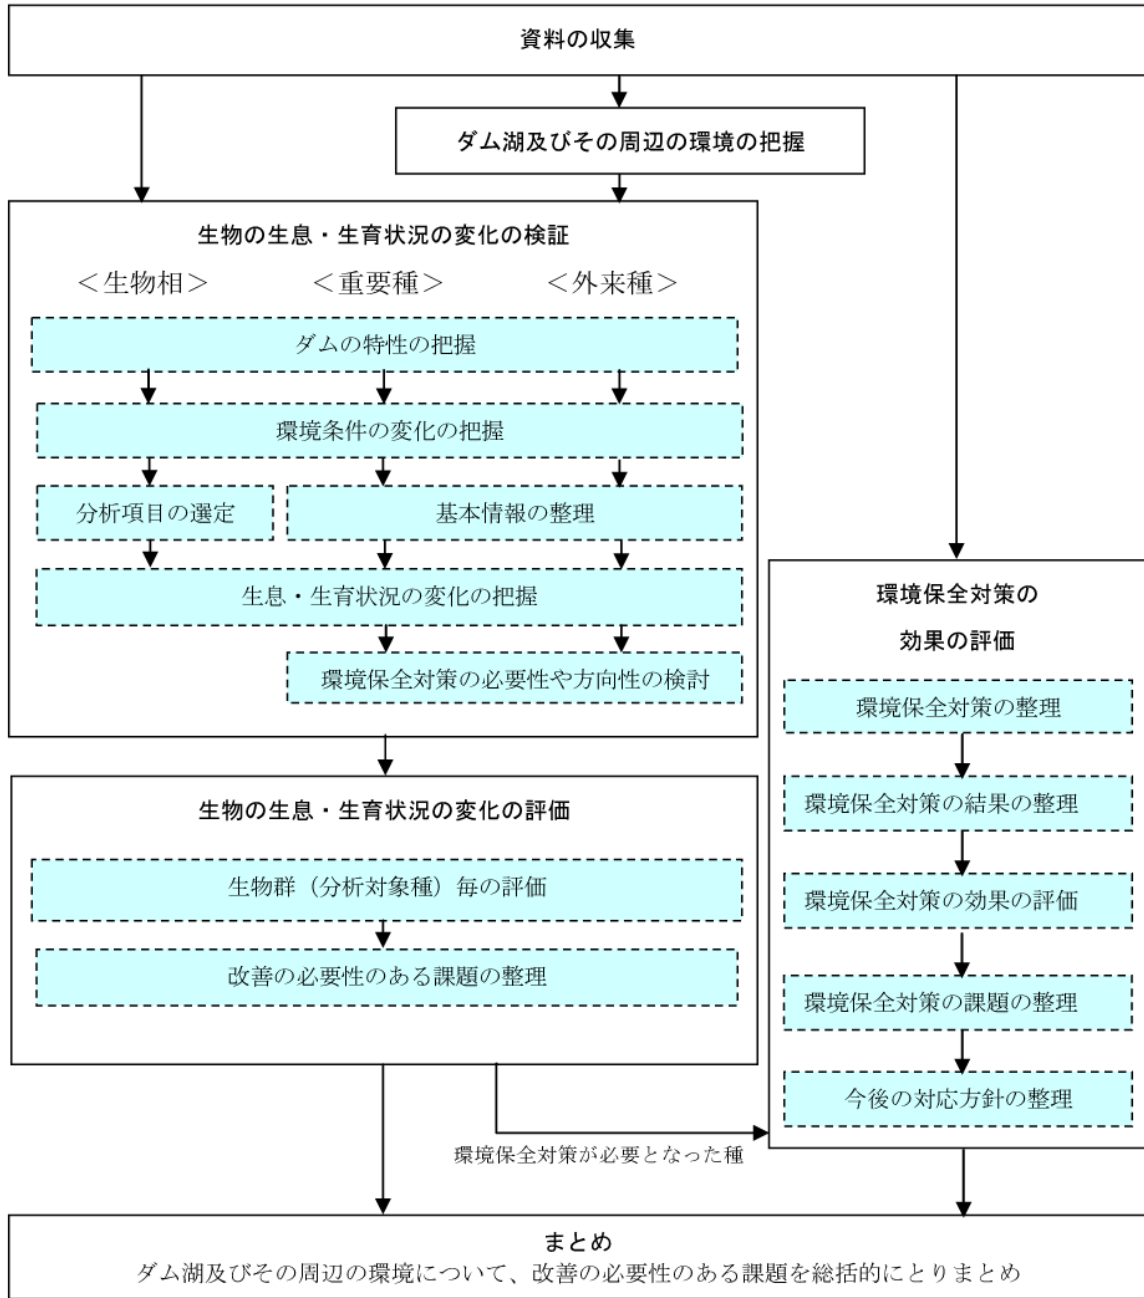 資料の収集
ダム湖及びその周辺の環境の把握
生物の生息・生育状況の変化の検証
＜生物相＞ ＜重要種＞ ＜外来種＞
ダムの特性の把握
環境条件の変化の把握
分析項目の選定 基本情報の整理
生息・生育状況の変化の把握
環境保全対策の必要性や方向性の検討
生物の生息・生育状況の変化の評価
生物群（分析対象種）毎の評価
改善の必要性のある課題の整理
環境保全対策が必要となった種
環境保全対策の
効果の評価
環境保全対策の整理
環境保全対策の結果の整理
環境保全対策の効果の評価
環境保全対策の課題の整理
今後の対応方針の整理
まとめ
ダム湖及びその周辺の環境について、改善の必要性のある課題を総括的にとりまとめ